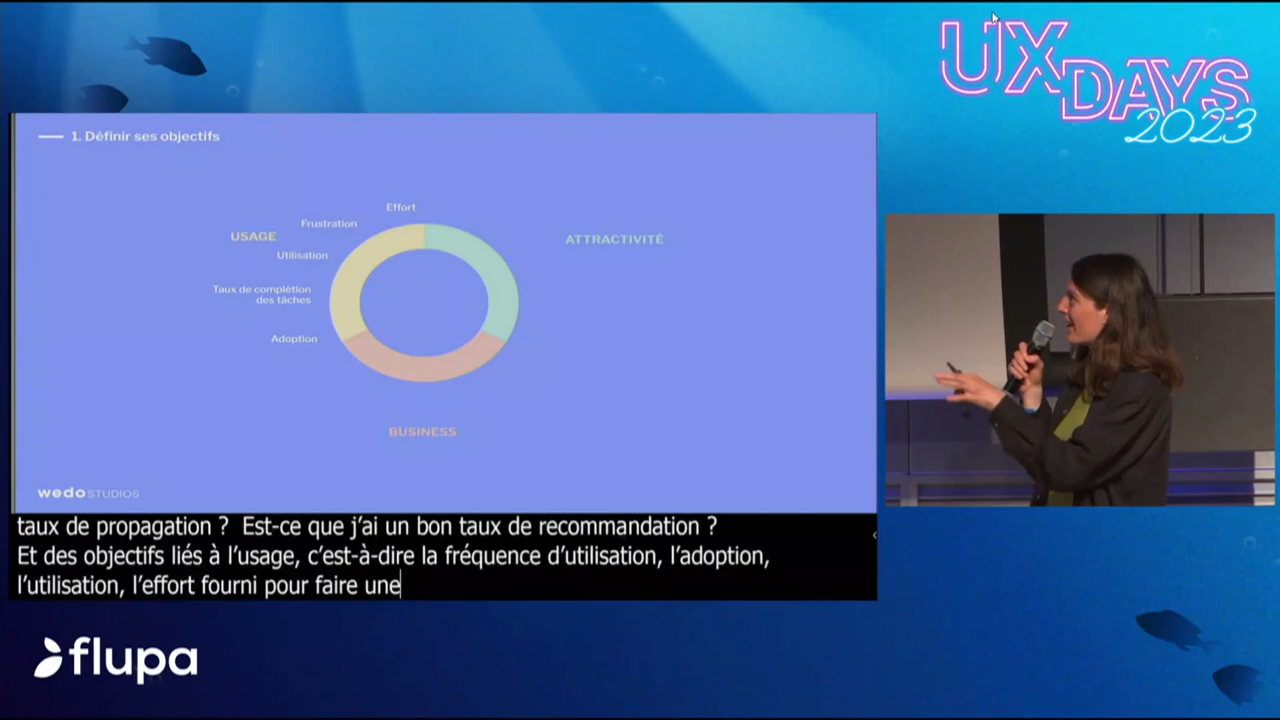 UX
DAYS
2023
1. Définir ses objectifs
Effort
Frustration
USAGE
ATTRACTIVITÉ
Utilisation
Taux de complétion
des tâches
Adoption
BUSINESS
wedo STUDIOS
taux de propagation ? Est-ce que j’ai un bon taux de recommandation ?
Et des objectifs liés à l’usage, c’est-à-dire la fréquence d’utilisation, l’adoption,
l’utilisation, l’effort fourni pour faire une
flupa